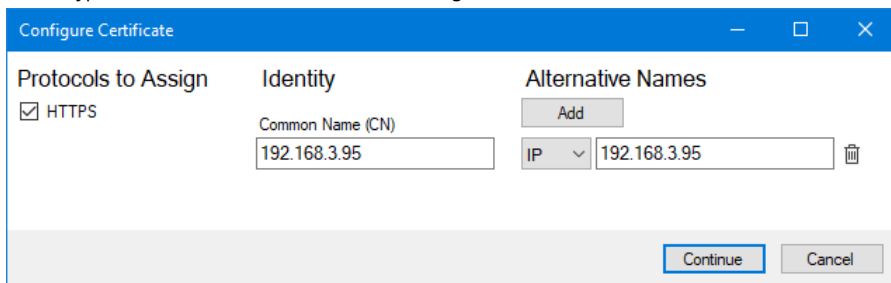 Configure Certificate
Protocols to Assign
HTTPS
Identity
Common Name (CN)
192.168.3.95
Alternative Names
Add
IP 192.168.3.95
Continue Cancel